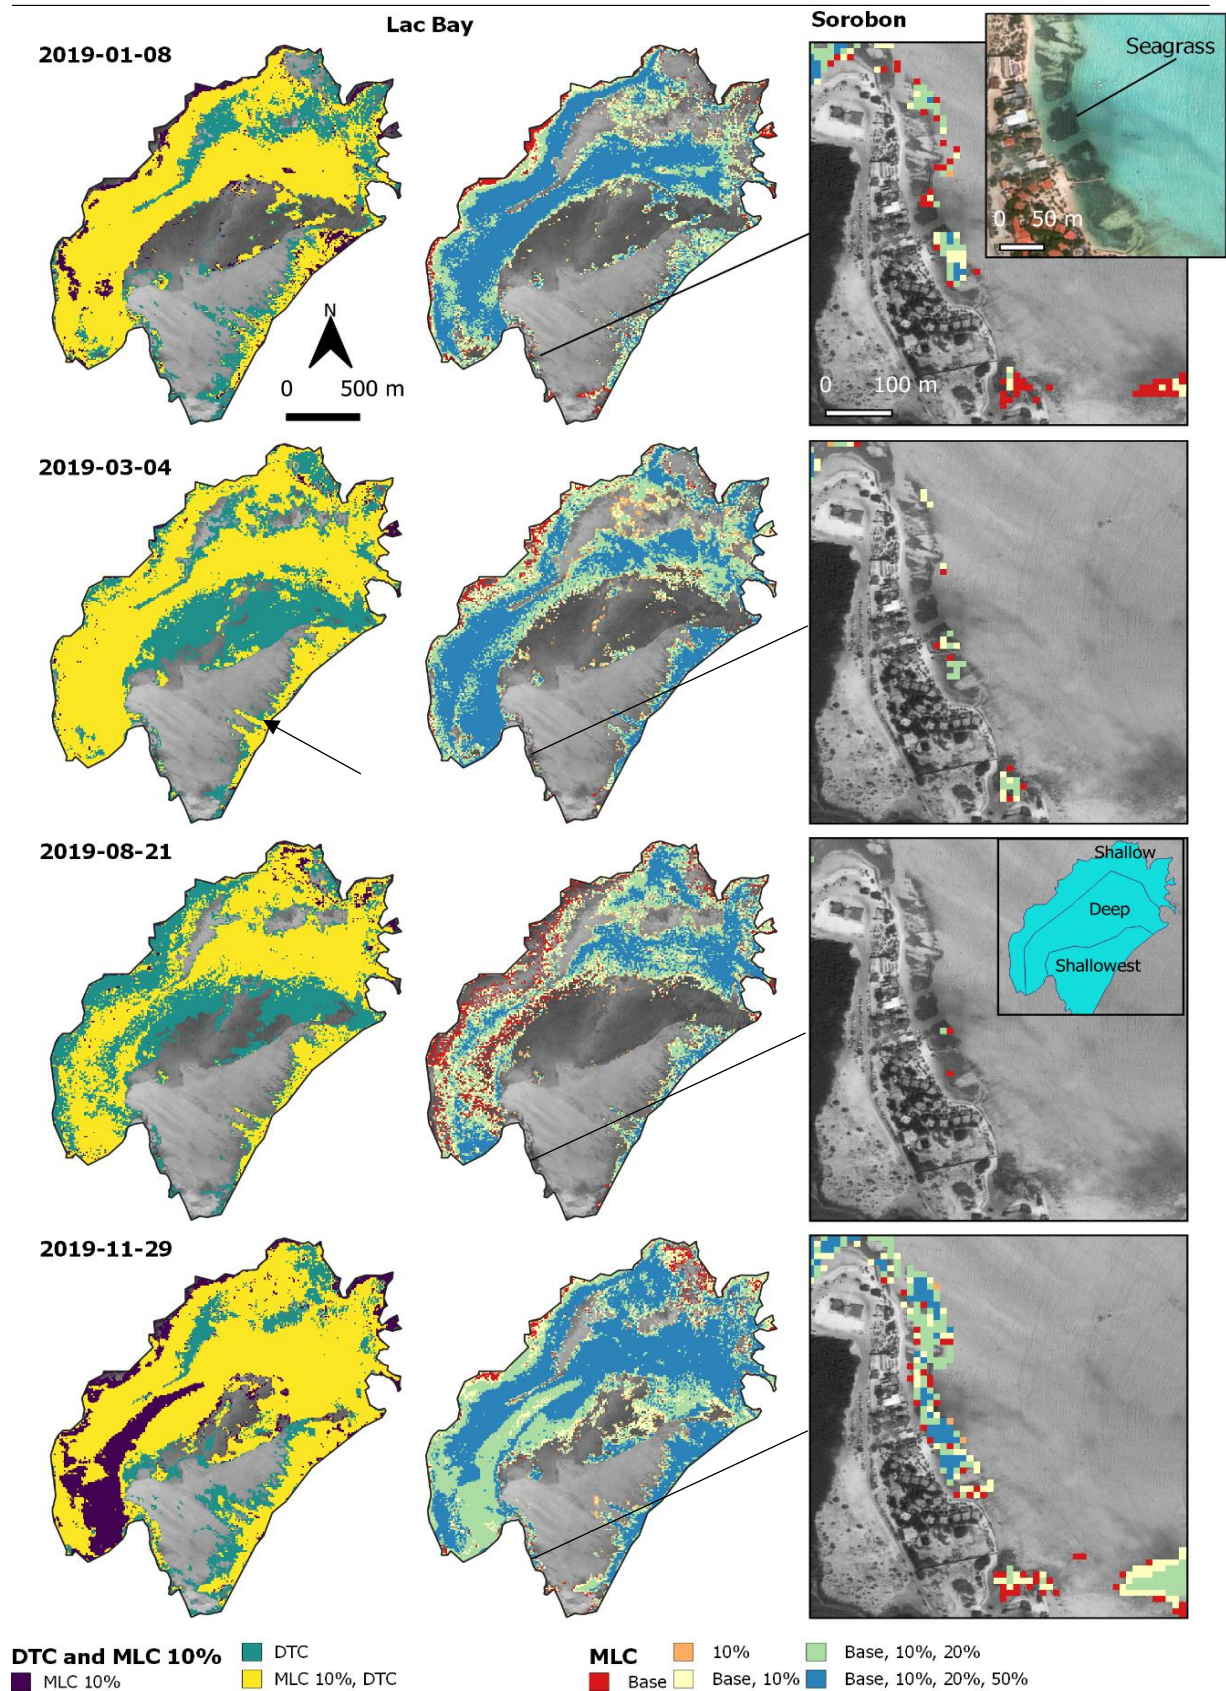 Lac Bay
Sorobon
2019-01-08
Seagrass
0 50 m
N
0 500 m
0 100 m
2019-03-04
2019-08-21
Shallow
Deep
Shallowest
2019-11-29
DTC and MLC 10%
DTC
MLC 10%
MLC 10%, DTC
MLC
10%
Base, 10%, 20%
Base
Base, 10%
Base, 10%, 20%, 50%